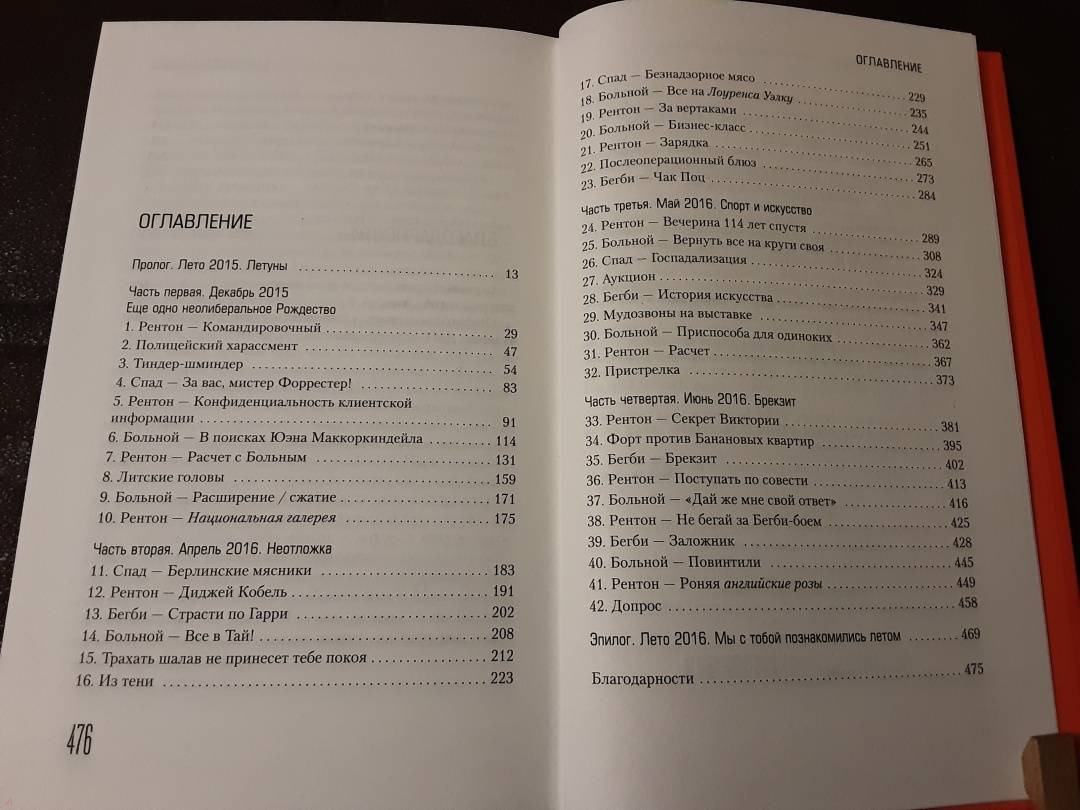 ОГЛАВЛЕНИЕ
Пролог. Лето 2015. Летуны 13
Часть первая. Декабрь 2015
Еще одно неолиберальное Рождество
1. Рентон — Командировочный 29
2. Полицейский харассмент 47
3. Тиндер-шминдер 54
4. Спад — За вас, мистер Форрестер! 83
5. Рентон — Конфиденциальность клиентской
информации 91
6. Больной — В поисках Юэна Маккоркиндейла 114
7. Рентон — Расчет с Больным 131
8. Литские головы 159
9. Больной — Расширение / сжатие 171
10. Рентон — Национальная галерея 175
Часть вторая. Апрель 2016. Неотложка
11. Спад — Берлинские мясники 183
12. Рентон — Диджей Кобель 191
13. Бегби — Страсти по Гарри 202
14. Больной — Все в Тай! 208
15. Трахать шалав не принесет тебе покоя 212
16. Из тени 223
476
ОГЛАВЛЕНИЕ
17. Спад — Безнадзорное мясо 229
18. Больной — Все на Лоуренса Уэлку 235
19. Рентон — За вертаками 244
20. Больной — Бизнес-класс 251
21. Рентон — Зарядка 265
22. Послеоперационный блюз 273
23. Бегби — Чак Поц 284
Часть третья. Май 2016. Спорт и искусство
24. Рентон — Вечерина 114 лет спустя 289
25. Больной — Вернуть все на круги своя 308
26. Спад — Госпадализация 324
27. Аукцион 329
28. Бегби — История искусства 341
29. Мудозвоны на выставке 347
30. Больной — Приспособа для одиноких 362
31. Рентон — Расчет 367
32. Пристрелка 373
Часть четвертая. Июнь 2016. Брекзит
33. Рентон — Секрет Виктории 381
34. Форт против Банановых квартир 395
35. Бегби — Брекзит 402
36. Рентон — Поступать по совести 413
37. Больной — «Дай же мне свой ответ» 416
38. Рентон — Не бегай за Бегби-боем 425
39. Бегби — Заложник 428
40. Больной — Повинтили 445
41. Рентон — Роняя английские розы 449
42. Допрос 458
Эпилог. Лето 2016. Мы с тобой познакомились летом 469
Благодарности 475